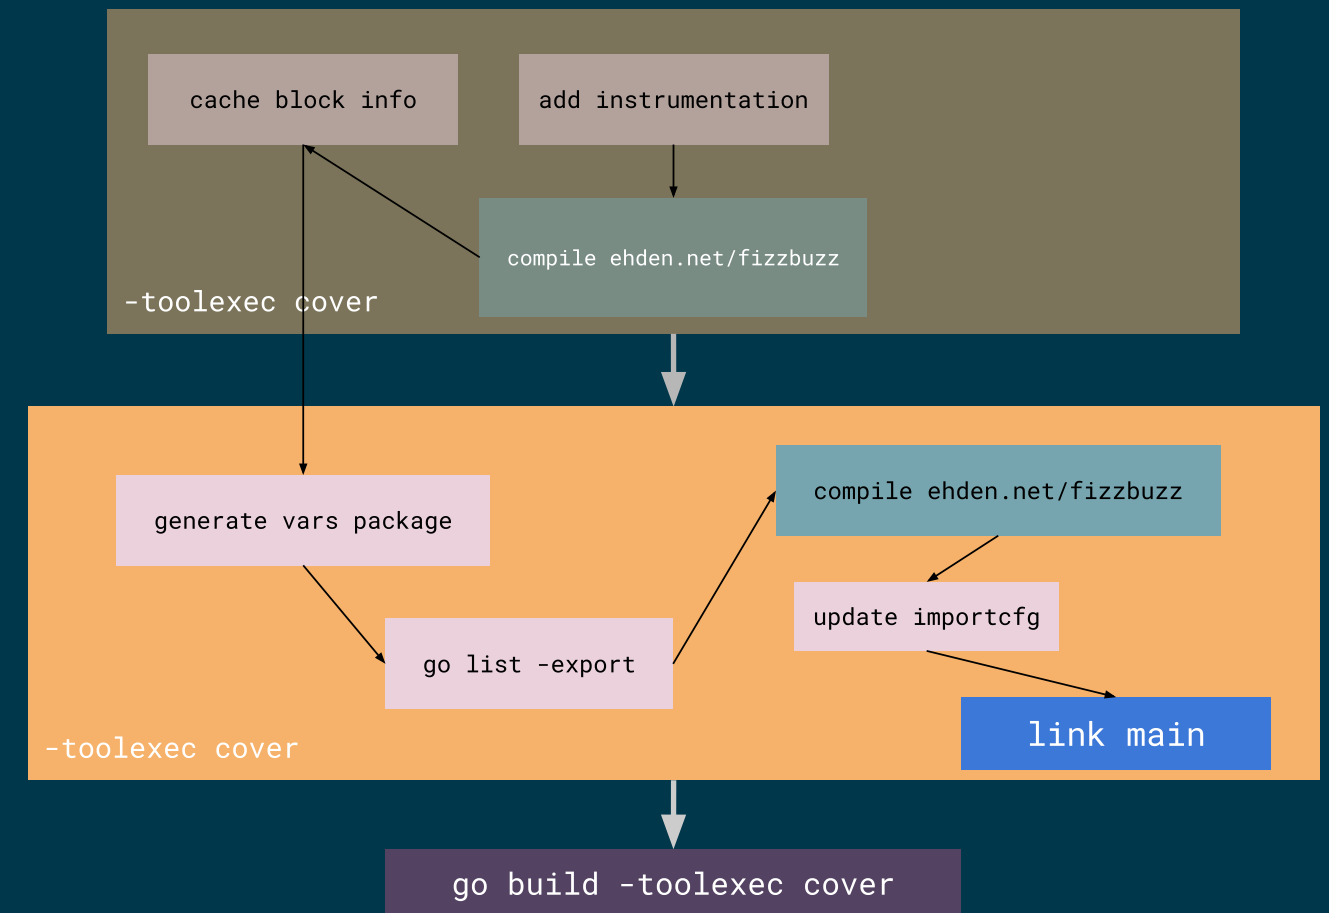 cache block info
add instrumentation
compile ehden.net/fizzbuzz
-toolexec cover
compile ehden.net/fizzbuzz
generate vars package
update importcfg
go list -export
link main
-toolexec cover
go build -toolexec cover